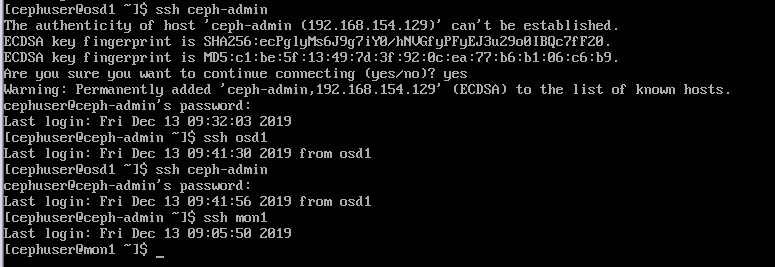 [cephuser@osd1 ~]$ ssh ceph-admin
The authenticity of host 'ceph-admin (192.168.154.129)' can't be established.
ECDSA key fingerprint is SHA256:ecPglyMs6J9g7iY0/hNVGfyPFyEJ3u29o0IBQc7fF20.
ECDSA key fingerprint is MD5:c1:be:5f:13:49:7d:3f:92:0c:ea:77:b6:b1:06:c6:b9.
Are you sure you want to continue connecting (yes/no)? yes
Warning: Permanently added 'ceph-admin,192.168.154.129' (ECDSA) to the list of known hosts.
cephuser@ceph-admin's password:
Last login: Fri Dec 13 09:32:03 2019
[cephuser@ceph-admin ~]$ ssh osd1
Last login: Fri Dec 13 09:41:30 2019 from osd1
[cephuser@osd1 ~]$ ssh ceph-admin
cephuser@ceph-admin's password:
Last login: Fri Dec 13 09:41:56 2019 from osd1
[cephuser@ceph-admin ~]$ ssh mon1
Last login: Fri Dec 13 09:05:50 2019
[cephuser@mon1 ~]$ _